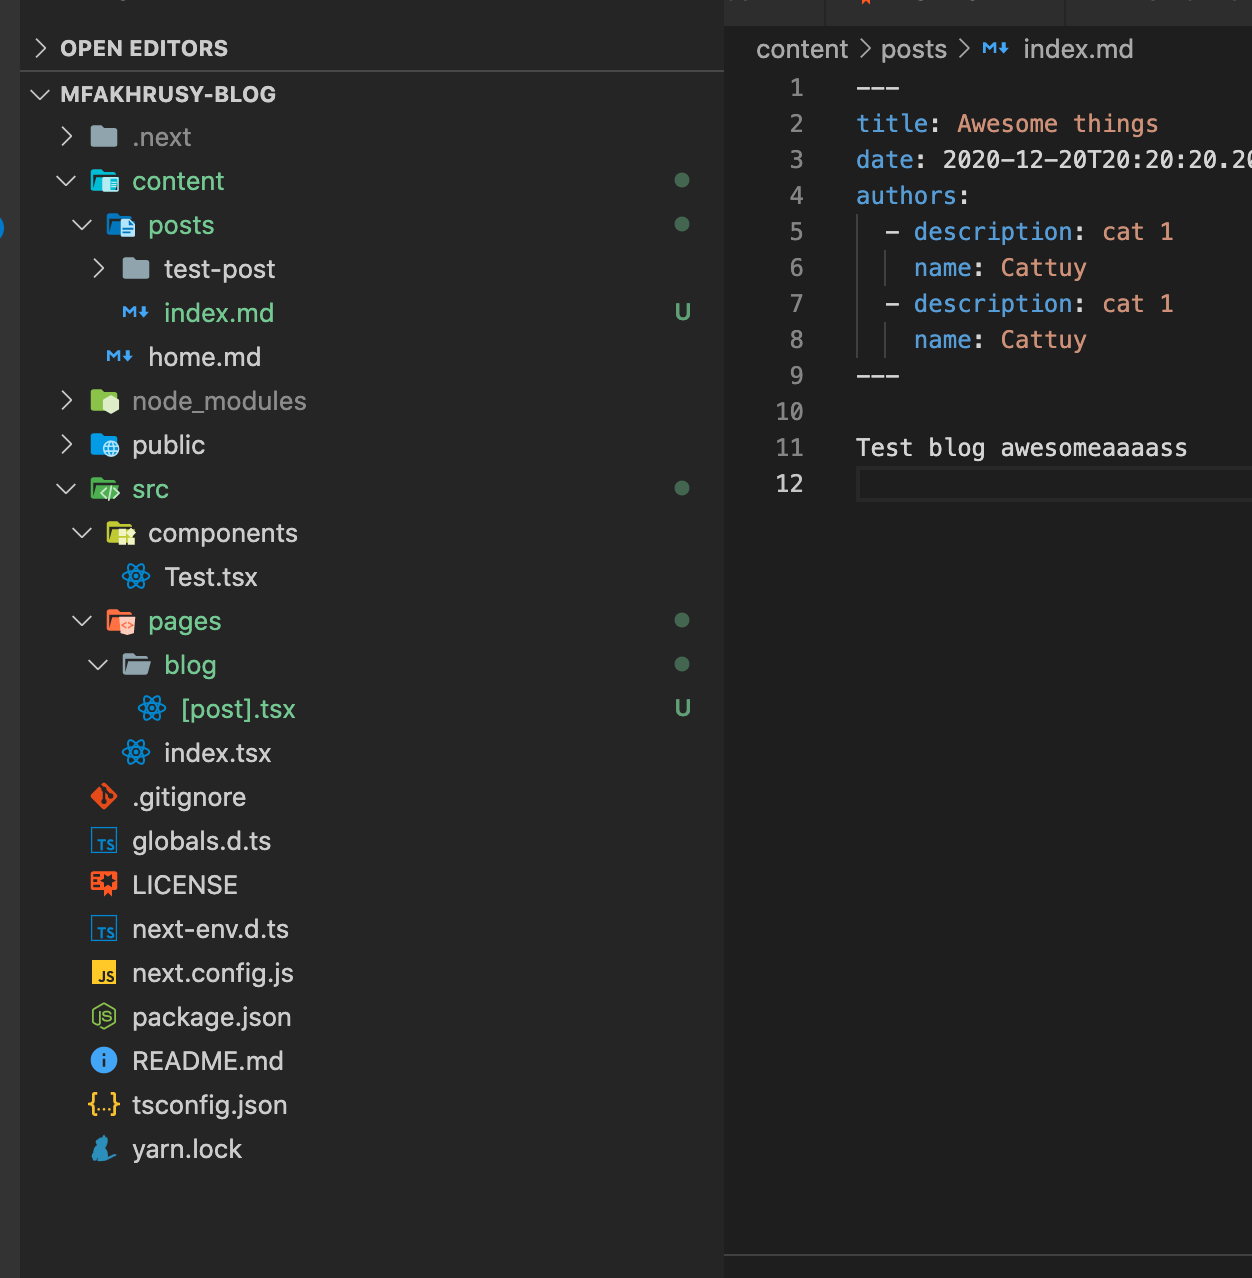 OPEN EDITORS
MFAKHRUSY-BLOG
.next
content
posts
test-post
index.md
U
home.md
node_modules
public
src
components
Test.tsx
pages
blog
[post].tsx
U
index.tsx
.gitignore
globals.d.ts
LICENSE
next-env.d.ts
next.config.js
package.json
README.md
tsconfig.json
yarn.lock
content > posts > index.md
1 ---
2 title: Awesome things
3 date: 2020-12-20T20:20:20.20
4 authors:
5 - description: cat 1
6 name: Cattuy
7 - description: cat 1
8 name: Cattuy
9 ---
10
11 Test blog awesomeaaaass
12